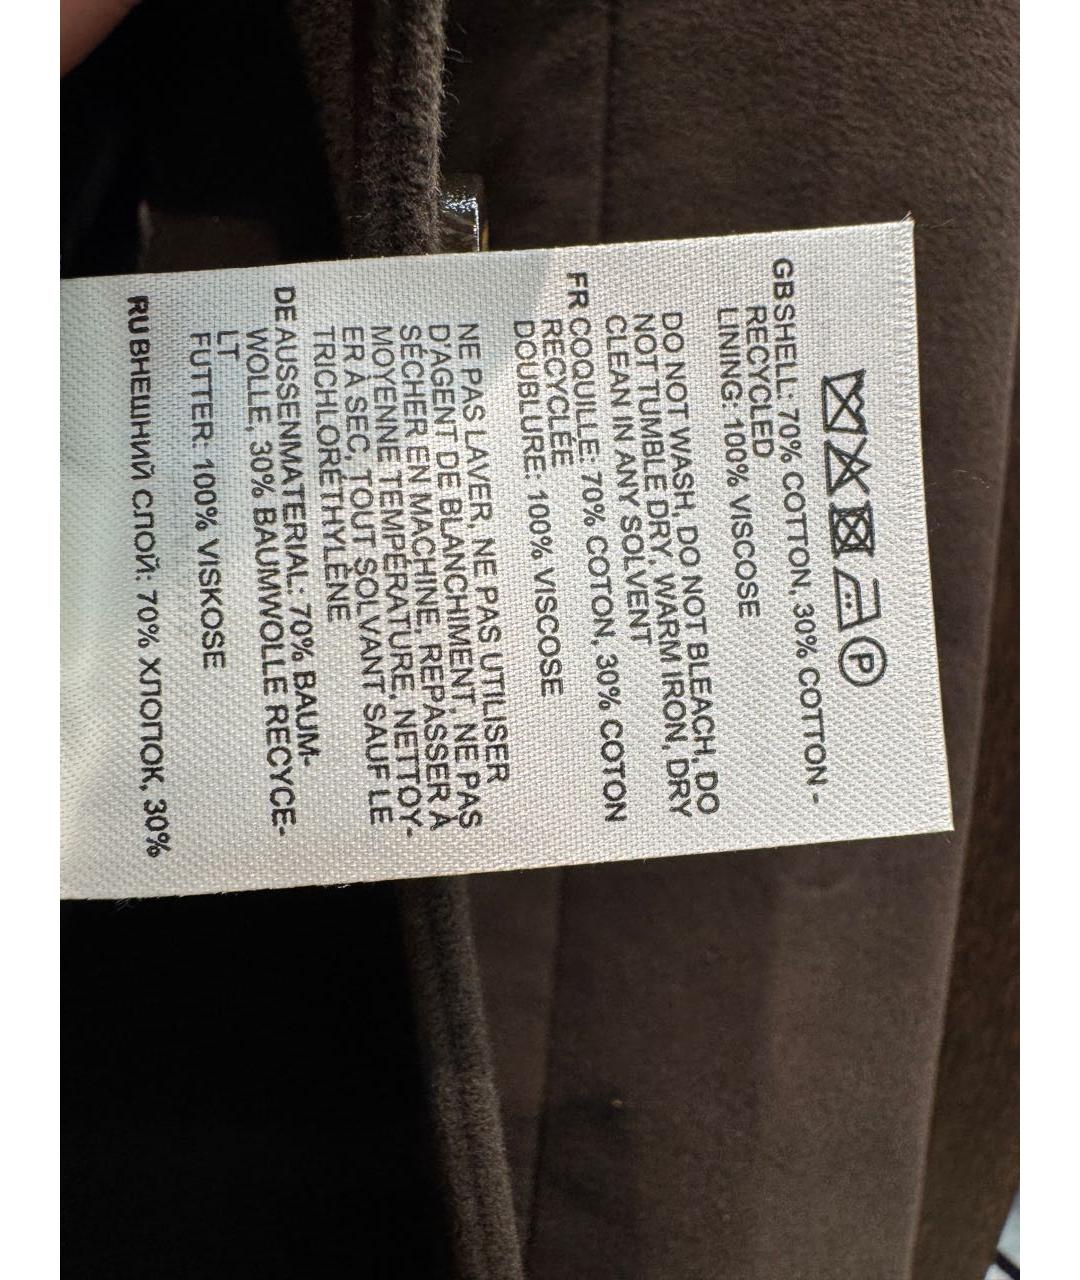 P
GB SHELL: 70% COTTON, 30% COTTON -
RECYCLED
LINING: 100% VISCOSE
DO NOT WASH, DO NOT BLEACH, DO
NOT TUMBLE DRY, WARM IRON, DRY
CLEAN IN ANY SOLVENT
FR COQUILLE: 70% COTON, 30% COTON
RECYCLÉE
DOUBLURE: 100% VISCOSE
NE PAS LAVER, NE PAS UTILISER
D'AGENT DE BLANCHIMENT, NE PAS
SÉCHER EN MACHINE, REPASSER À
MOYENNE TEMPÉRATURE, NETTOY-
ER À SEC, TOUT SOLVANT SAUF LE
TRICHLORÉTHYLÈNE
DE AUSSENMATERIAL: 70% BAUM-
WOLLE, 30% BAUMWOLLE RECYCE-
LT
FUTTER: 100% VISKOSE
RU ВНЕШНИЙ СЛОЙ: 70% ХЛОПОК, 30%